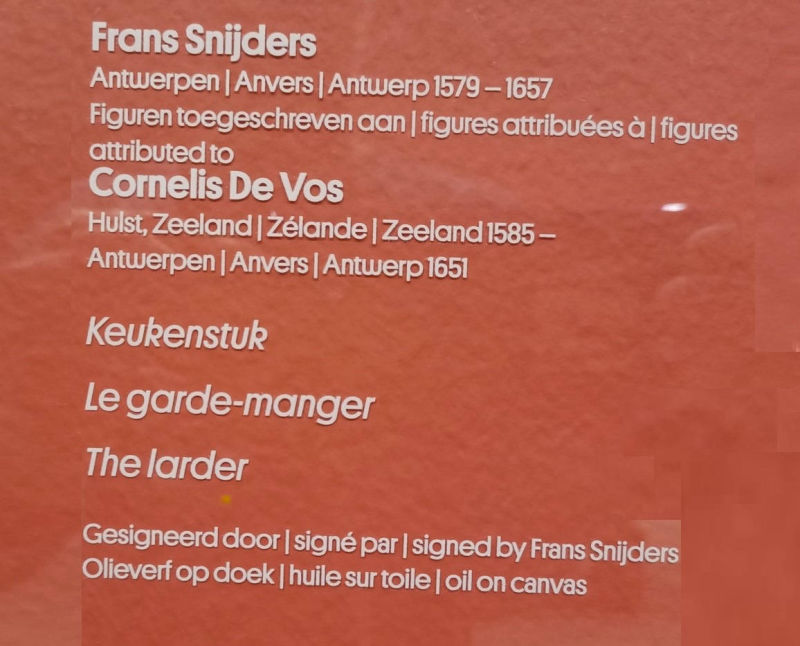 Frans Snijders
Antwerpen | Anvers | Antwerp 1579 – 1657
Figuren toegeschreven aan | figures attribuées à | figures
attributed to
Cornelis De Vos
Hulst, Zeeland | Zélande | Zeeland 1585 –
Antwerpen | Anvers | Antwerp 1651
Keukenstuk
Le garde-manger
The larder
Gesigneerd door | signé par | signed by Frans Snijders
Olieverf op doek | huile sur toile | oil on canvas